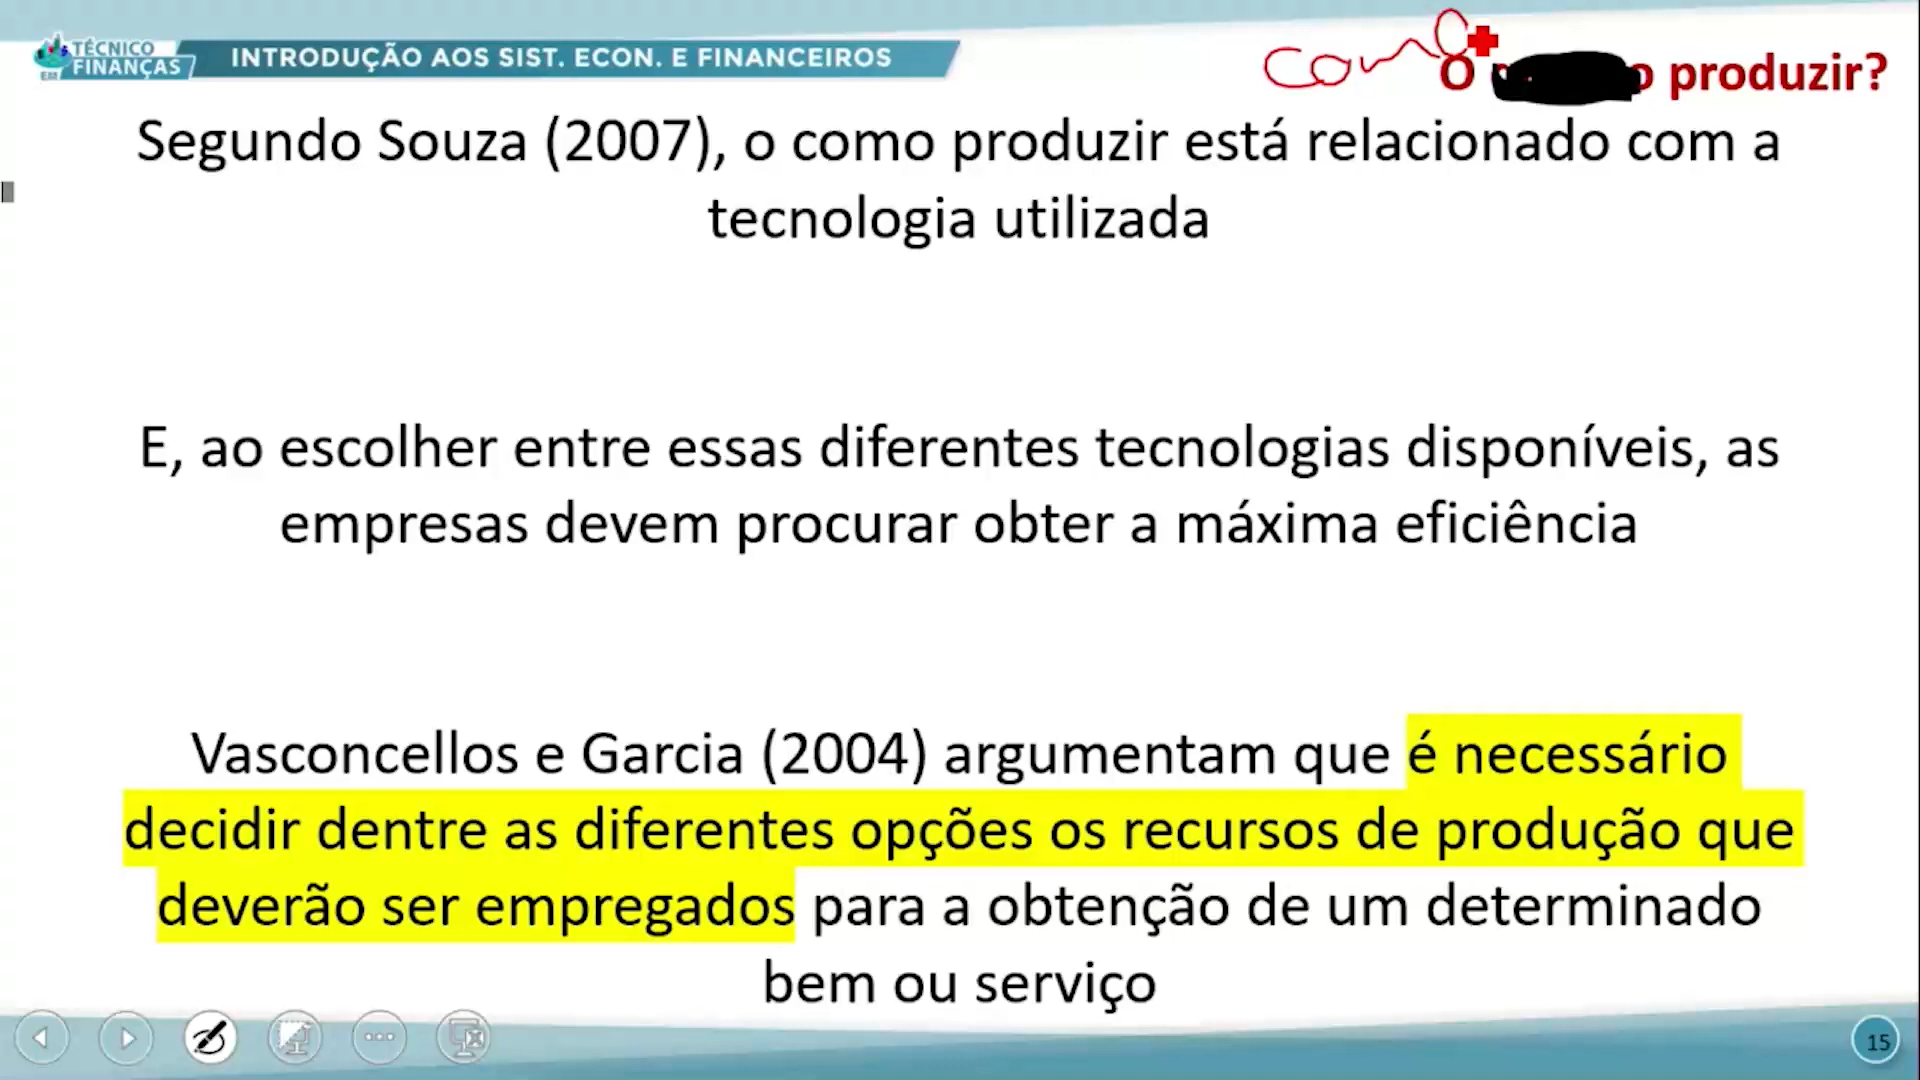 TÉCNICO
EM FINANÇAS
INTRODUÇÃO AOS SIST. ECON. E FINANCEIROS
Com
O o produzir?
Segundo Souza (2007), o como produzir está relacionado com a
tecnologia utilizada
E, ao escolher entre essas diferentes tecnologias disponíveis, as
empresas devem procurar obter a máxima eficiência
Vasconcellos e Garcia (2004) argumentam que é necessário
decidir dentre as diferentes opções os recursos de produção que
deverão ser empregados para a obtenção de um determinado
bem ou serviço
15